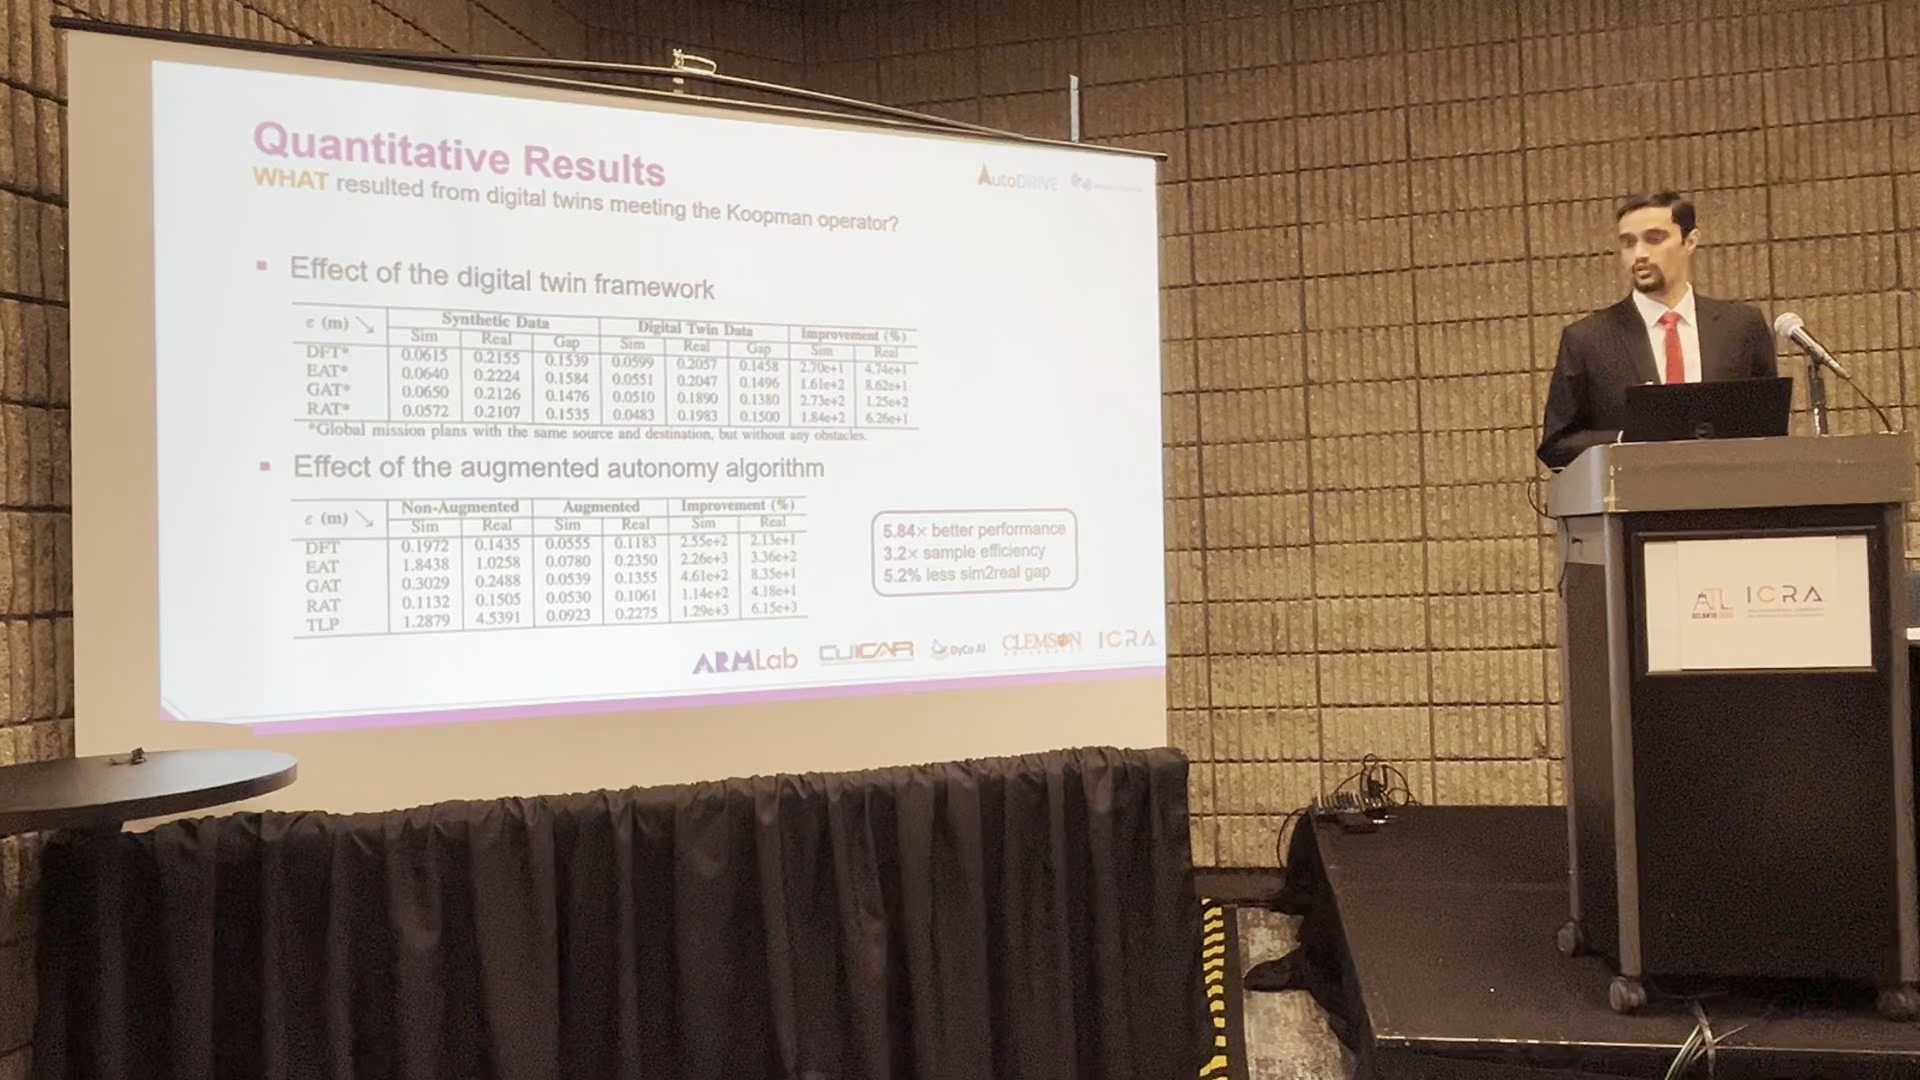 Quantitative Results
WHAT resulted from digital twins meeting the Koopman operator?
AutoDRIVE
Effect of the digital twin framework
ε (m) ↘ Synthetic Data Digital Twin Data Improvement (%)
Sim Real Gap Sim Real Gap Sim Real
DFT* 0.0615 0.2155 0.1539 0.0599 0.2057 0.1458 2.70e+1 4.74e+1
EAT* 0.0640 0.2224 0.1584 0.0551 0.2047 0.1496 1.61e+2 8.62e+1
GAT* 0.0650 0.2126 0.1476 0.0510 0.1890 0.1380 2.73e+2 1.25e+2
RAT* 0.0572 0.2107 0.1535 0.0483 0.1983 0.1500 1.84e+2 6.26e+1
*Global mission plans with the same source and destination, but without any obstacles.
Effect of the augmented autonomy algorithm
ε (m) ↘ Non-Augmented Augmented Improvement (%)
Sim Real Sim Real Sim Real
DFT 0.1972 0.1435 0.0555 0.1183 2.55e+2 2.13e+1
EAT 1.8438 1.0258 0.0780 0.2350 2.26e+3 3.36e+2
GAT 0.3029 0.2488 0.0539 0.1355 4.61e+2 8.35e+1
RAT 0.1132 0.1505 0.0530 0.1061 1.14e+2 4.18e+1
TLP 1.2879 4.5391 0.0923 0.2275 1.29e+3 6.15e+3
5.84× better performance
3.2× sample efficiency
5.2% less sim2real gap
ARMLab CUICAR DyCo AI CLEMSON ICRA
ATL ICRA